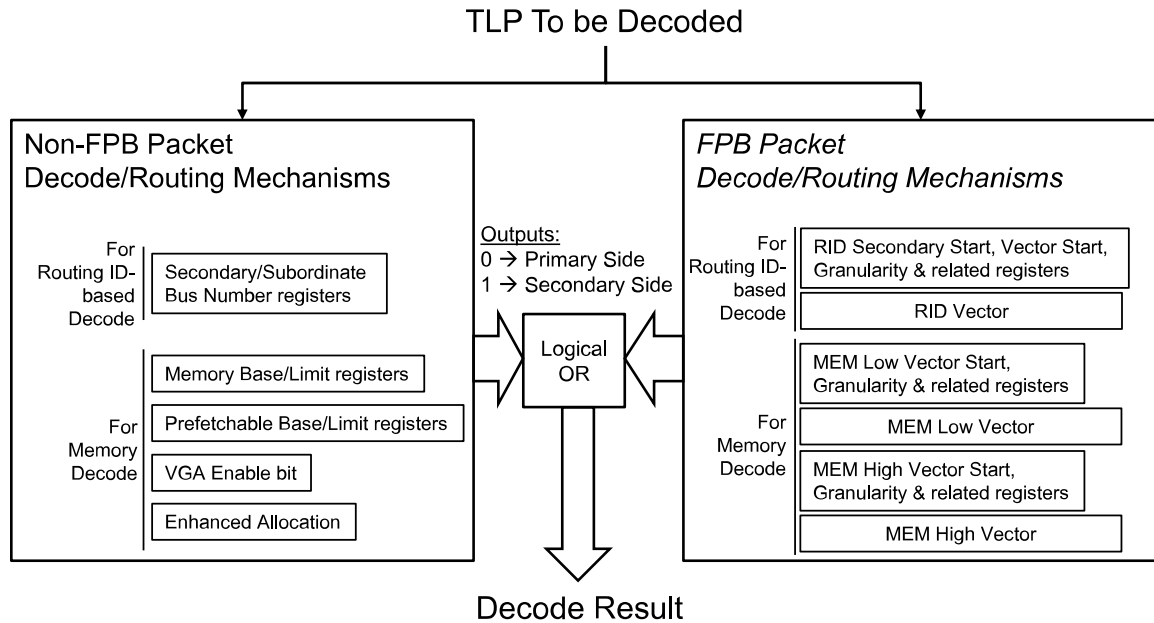 TLP To be Decoded
Non-FPB Packet
Decode/Routing Mechanisms
For
Routing ID-
based
Decode
Secondary/Subordinate
Bus Number registers
For
Memory
Decode
Memory Base/Limit registers
Prefetchable Base/Limit registers
VGA Enable bit
Enhanced Allocation
Outputs:
0 → Primary Side
1 → Secondary Side
Logical
OR
FPB Packet
Decode/Routing Mechanisms
For
Routing ID-
based
Decode
RID Secondary Start, Vector Start,
Granularity & related registers
RID Vector
For
Memory
Decode
MEM Low Vector Start,
Granularity & related registers
MEM Low Vector
MEM High Vector Start,
Granularity & related registers
MEM High Vector
Decode Result